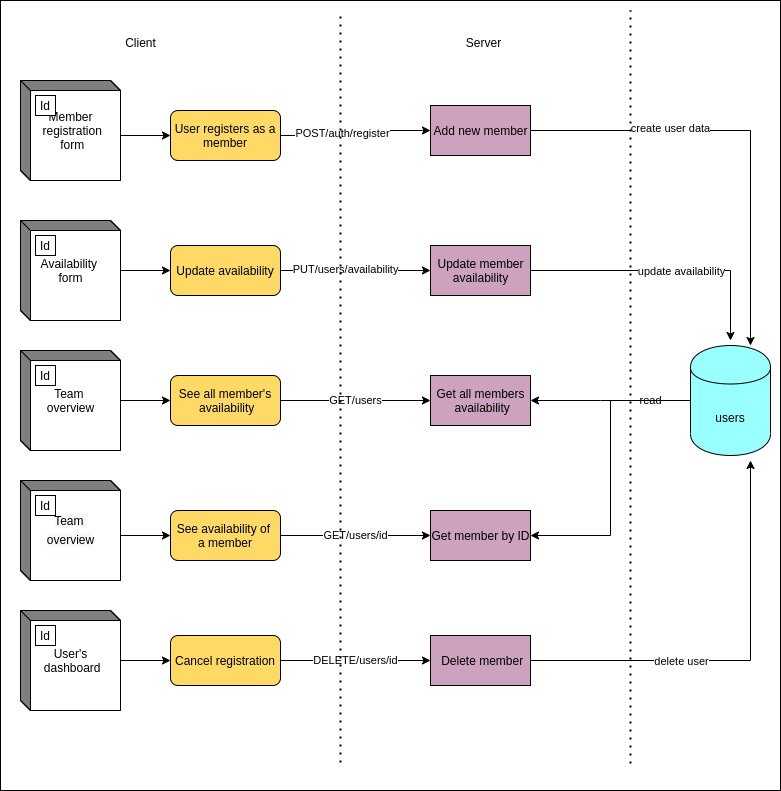 Client
Server
Id
Member
registration
form
User registers as a
member
POST/auth/register
Add new member
create user data
Id
Availability
form
Update availability
PUT/users/availability
Update member
availability
update availability
Id
Team
overview
See all member's
availability
GET/users
Get all members
availability
read
users
Id
Team
overview
See availability of
a member
GET/users/id
Get member by ID
Id
User's
dashboard
Cancel registration
DELETE/users/id
Delete member
delete user